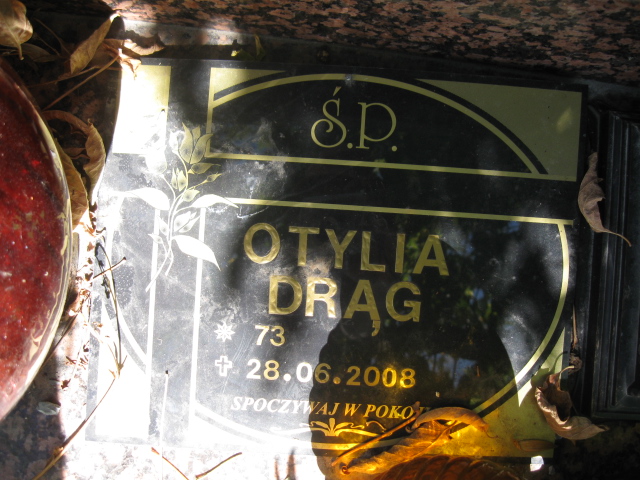 Ś.P.
OTYLIA
DRĄG
73
28.06.2008
SPOCZYWAJ W